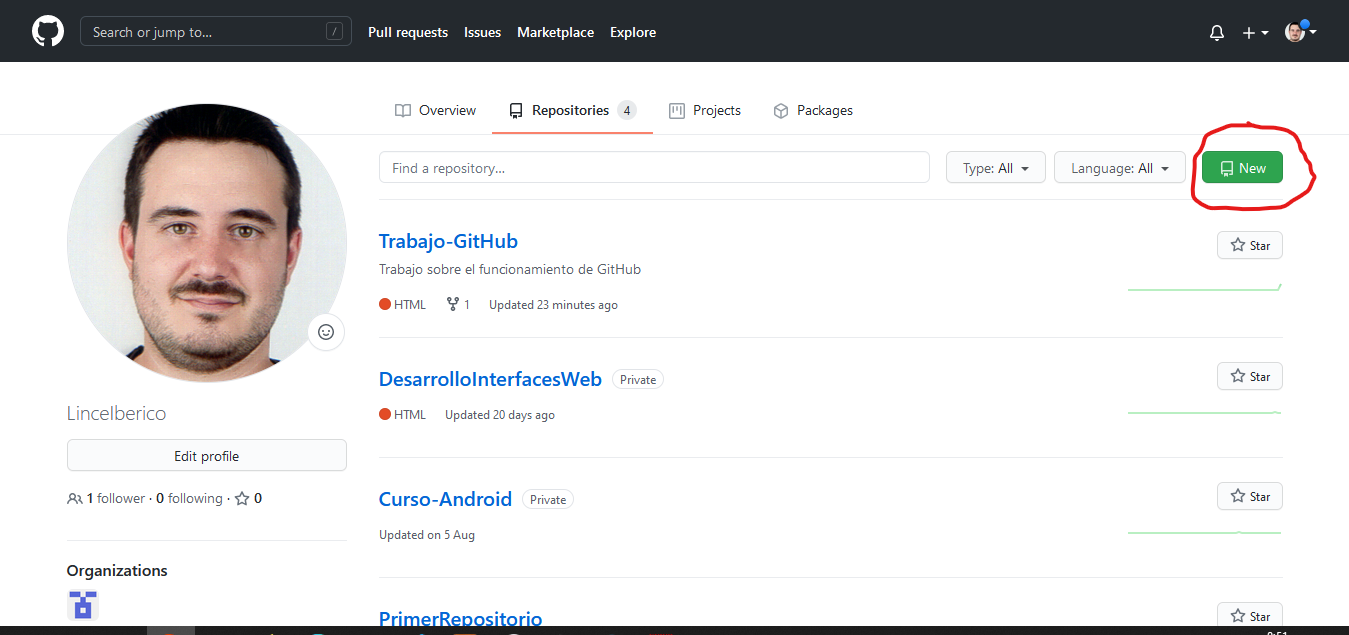 Search or jump to... /
Pull requests Issues Marketplace Explore
Overview Repositories 4 Projects Packages
Find a repository... Type: All Language: All New
Trabajo-GitHub Star
Trabajo sobre el funcionamiento de GitHub
HTML 1 Updated 23 minutes ago
DesarrolloInterfacesWeb Private Star
HTML Updated 20 days ago
LinceIberico
Edit profile
1 follower · 0 following · 0
Curso-Android Private Star
Updated on 5 Aug
Organizations
PrimerRepositorio Star